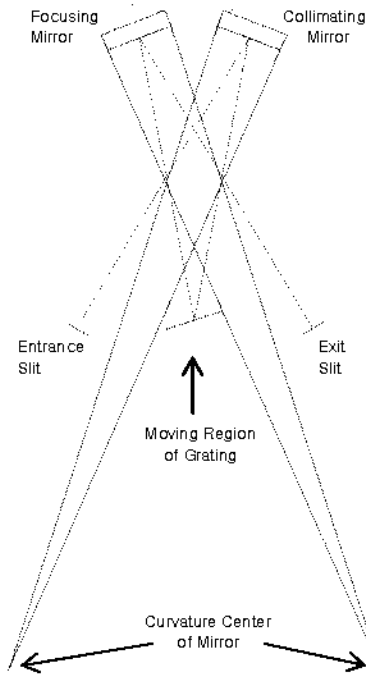 Focusing
Mirror
Collimating
Mirror
Entrance
Slit
Exit
Slit
Moving Region
of Grating
Curvature Center
of Mirror